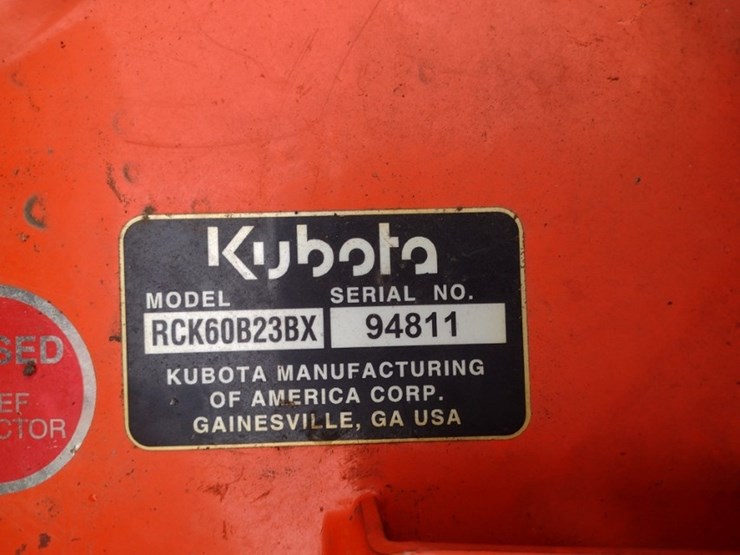 Kubota
MODEL SERIAL NO.
RCK60B23BX 94811
KUBOTA MANUFACTURING
OF AMERICA CORP.
GAINESVILLE, GA USA
SED
EF
CTOR